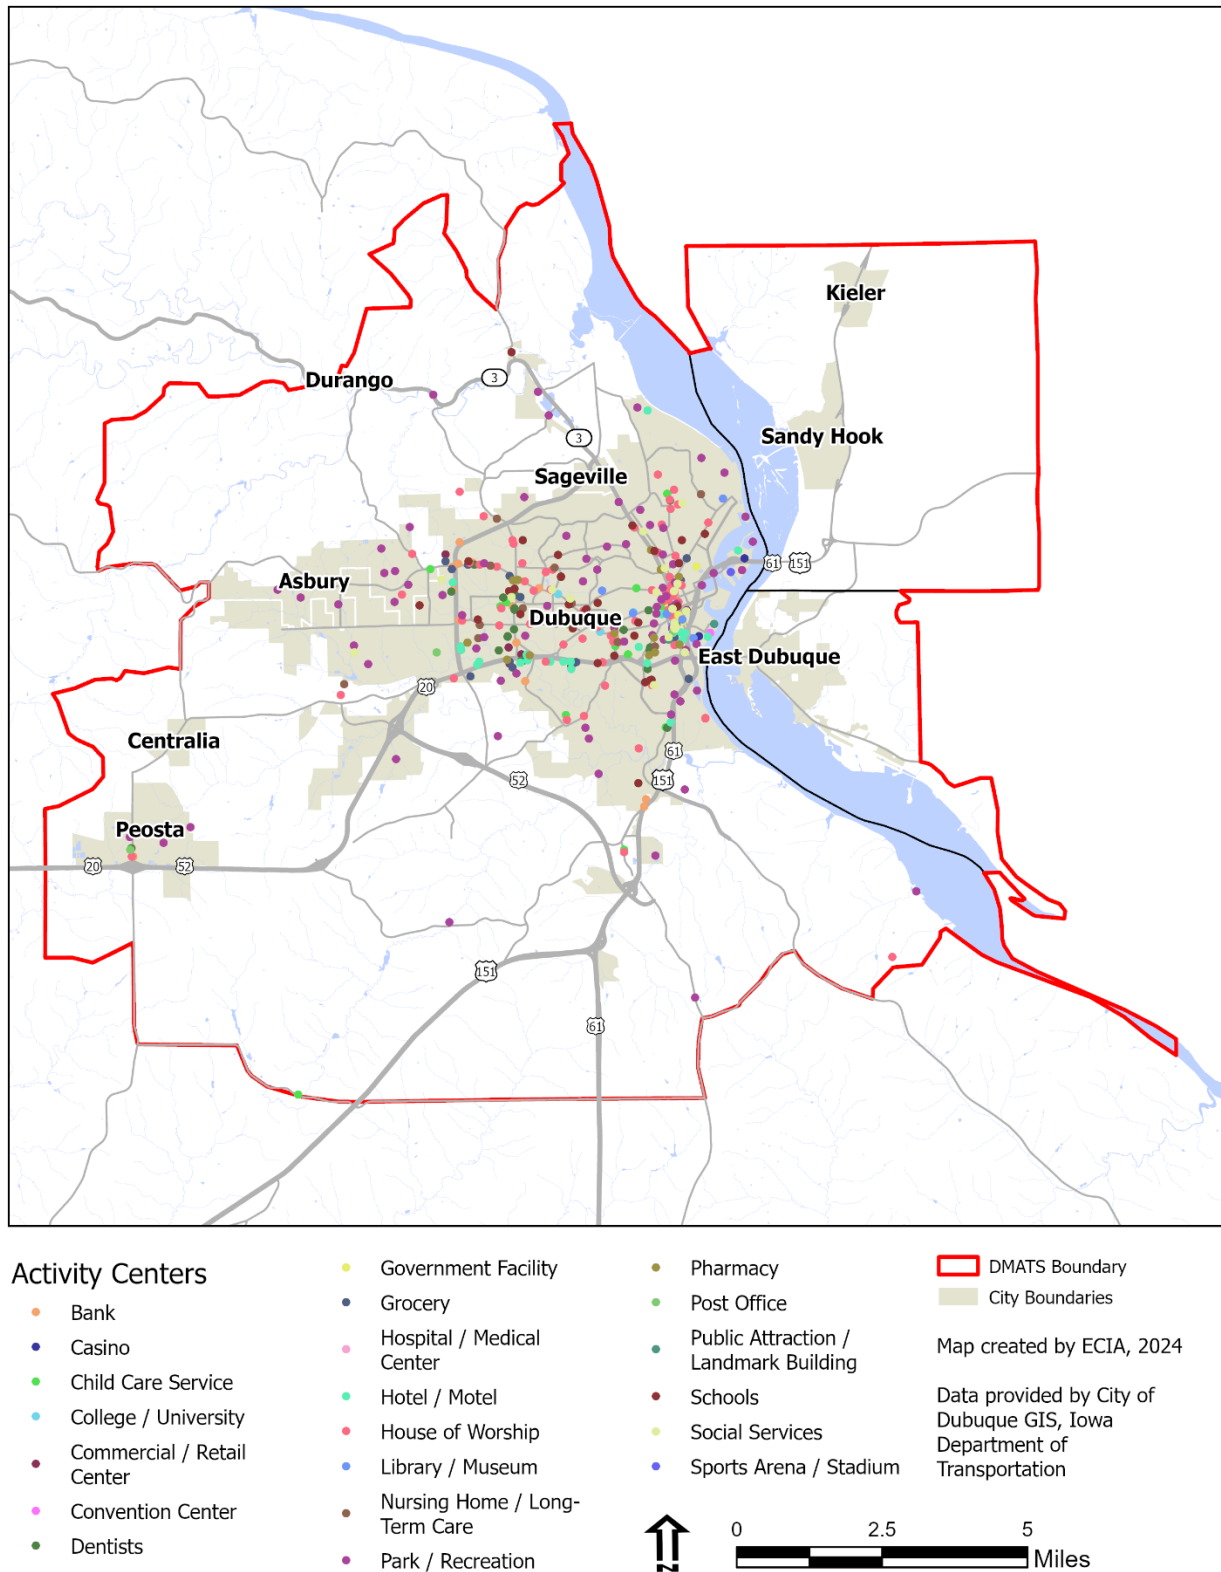 Kieler
Durango
3
Sandy Hook
3
Sageville
61
151
Asbury
Dubuque
East Dubuque
20
Centralia
61
52
151
Peosta
20
52
151
61
Activity Centers
Bank
Casino
Child Care Service
College / University
Commercial / Retail
Center
Convention Center
Dentists
Government Facility
Grocery
Hospital / Medical
Center
Hotel / Motel
House of Worship
Library / Museum
Nursing Home / Long-
Term Care
Park / Recreation
Pharmacy
Post Office
Public Attraction /
Landmark Building
Schools
Social Services
Sports Arena / Stadium
DMATS Boundary
City Boundaries
Map created by ECIA, 2024
Data provided by City of
Dubuque GIS, Iowa
Department of
Transportation
N
0 2.5 5
Miles